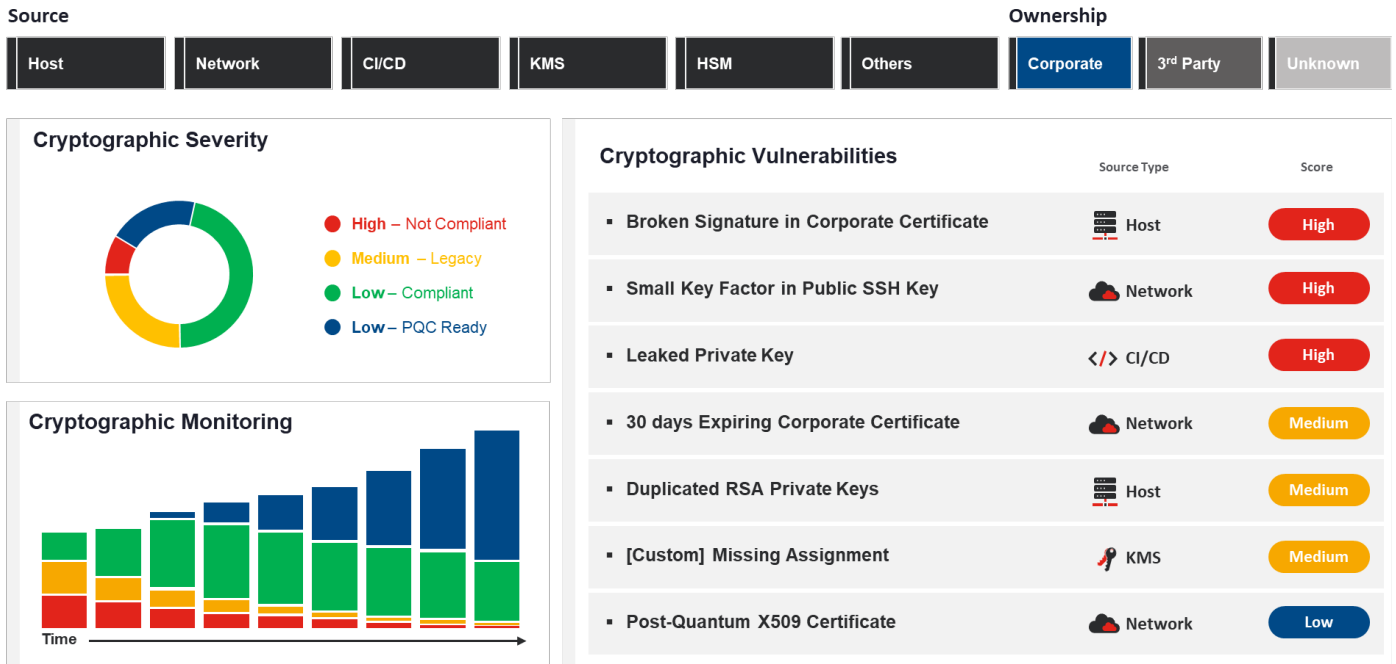 Source
Ownership
Host
Network
CI/CD
KMS
HSM
Others
Corporate
3rd Party
Unknown
Cryptographic Severity
High – Not Compliant
Medium – Legacy
Low – Compliant
Low – PQC Ready
Cryptographic Monitoring
Time
Cryptographic Vulnerabilities
Source Type
Score
▪ Broken Signature in Corporate Certificate Host High
▪ Small Key Factor in Public SSH Key Network High
▪ Leaked Private Key </> CI/CD High
▪ 30 days Expiring Corporate Certificate Network Medium
▪ Duplicated RSA Private Keys Host Medium
▪ [Custom] Missing Assignment KMS Medium
▪ Post-Quantum X509 Certificate Network Low